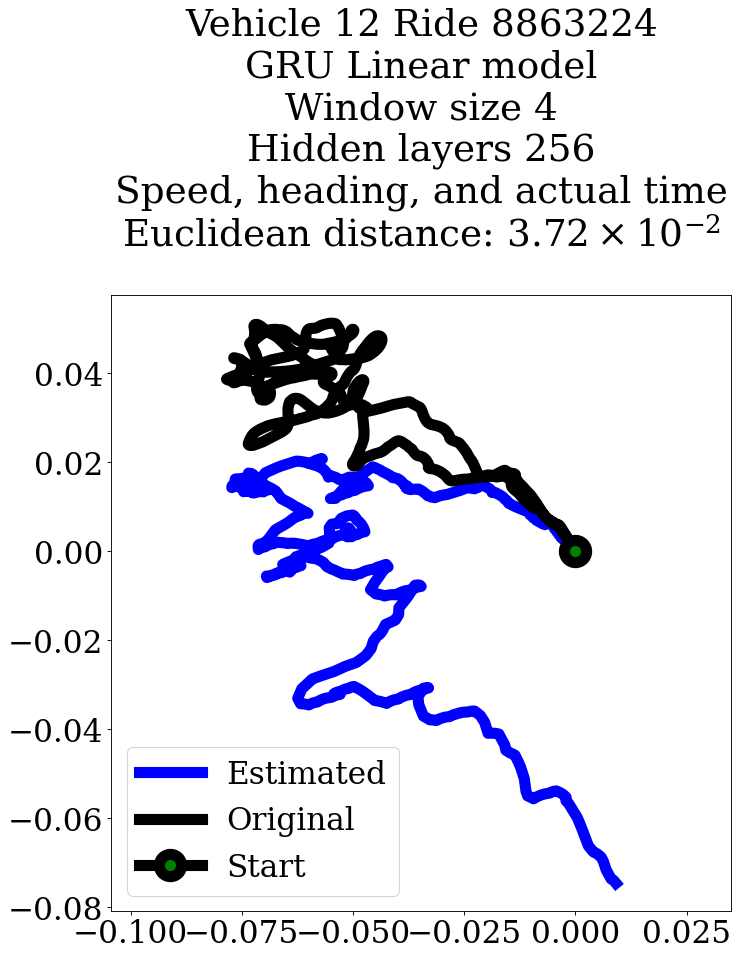 Vehicle 12 Ride 8863224
GRU Linear model
Window size 4
Hidden layers 256
Speed, heading, and actual time
Euclidean distance: 3.72 × 10⁻²
0.04
0.02
0.00
−0.02
−0.04
−0.06
−0.08
Estimated
Original
Start
−0.100 −0.075 −0.050 −0.025 0.000 0.025